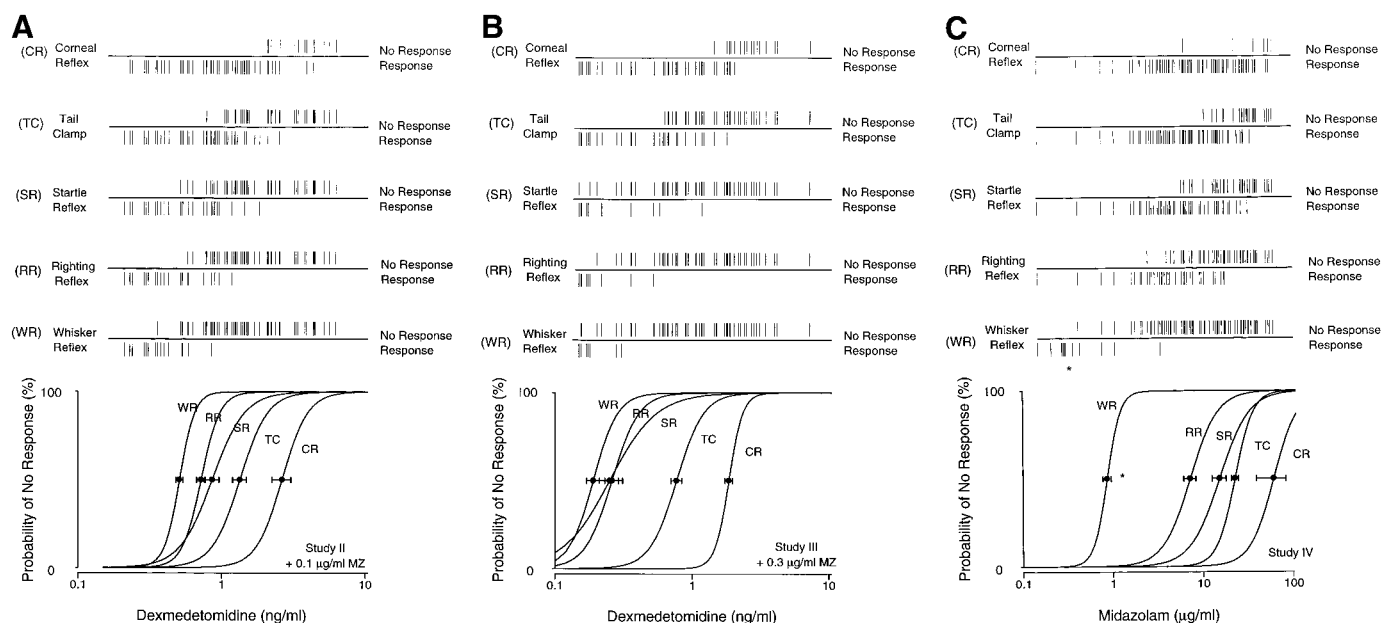 A
(CR) Corneal Reflex No Response Response
(TC) Tail Clamp No Response Response
(SR) Startle Reflex No Response Response
(RR) Righting Reflex No Response Response
(WR) Whisker Reflex No Response Response
Probability of No Response (%)
100
0
WR
RR
SR
TC
CR
Study II
+ 0.1 µg/ml MZ
0.1 1 10
Dexmedetomidine (ng/ml)
B
(CR) Corneal Reflex No Response Response
(TC) Tail Clamp No Response Response
(SR) Startle Reflex No Response Response
(RR) Righting Reflex No Response Response
(WR) Whisker Reflex No Response Response
Probability of No Response (%)
100
0
WR
RR
SR
TC
CR
Study III
+ 0.3 µg/ml MZ
0.1 1 10
Dexmedetomidine (ng/ml)
C
(CR) Corneal Reflex No Response Response
(TC) Tail Clamp No Response Response
(SR) Startle Reflex No Response Response
(RR) Righting Reflex No Response Response
(WR) Whisker Reflex No Response Response
*
Probability of No Response (%)
100
0
WR
RR
SR
TC
CR
*
Study IV
0.1 1 10 100
Midazolam (µg/ml)